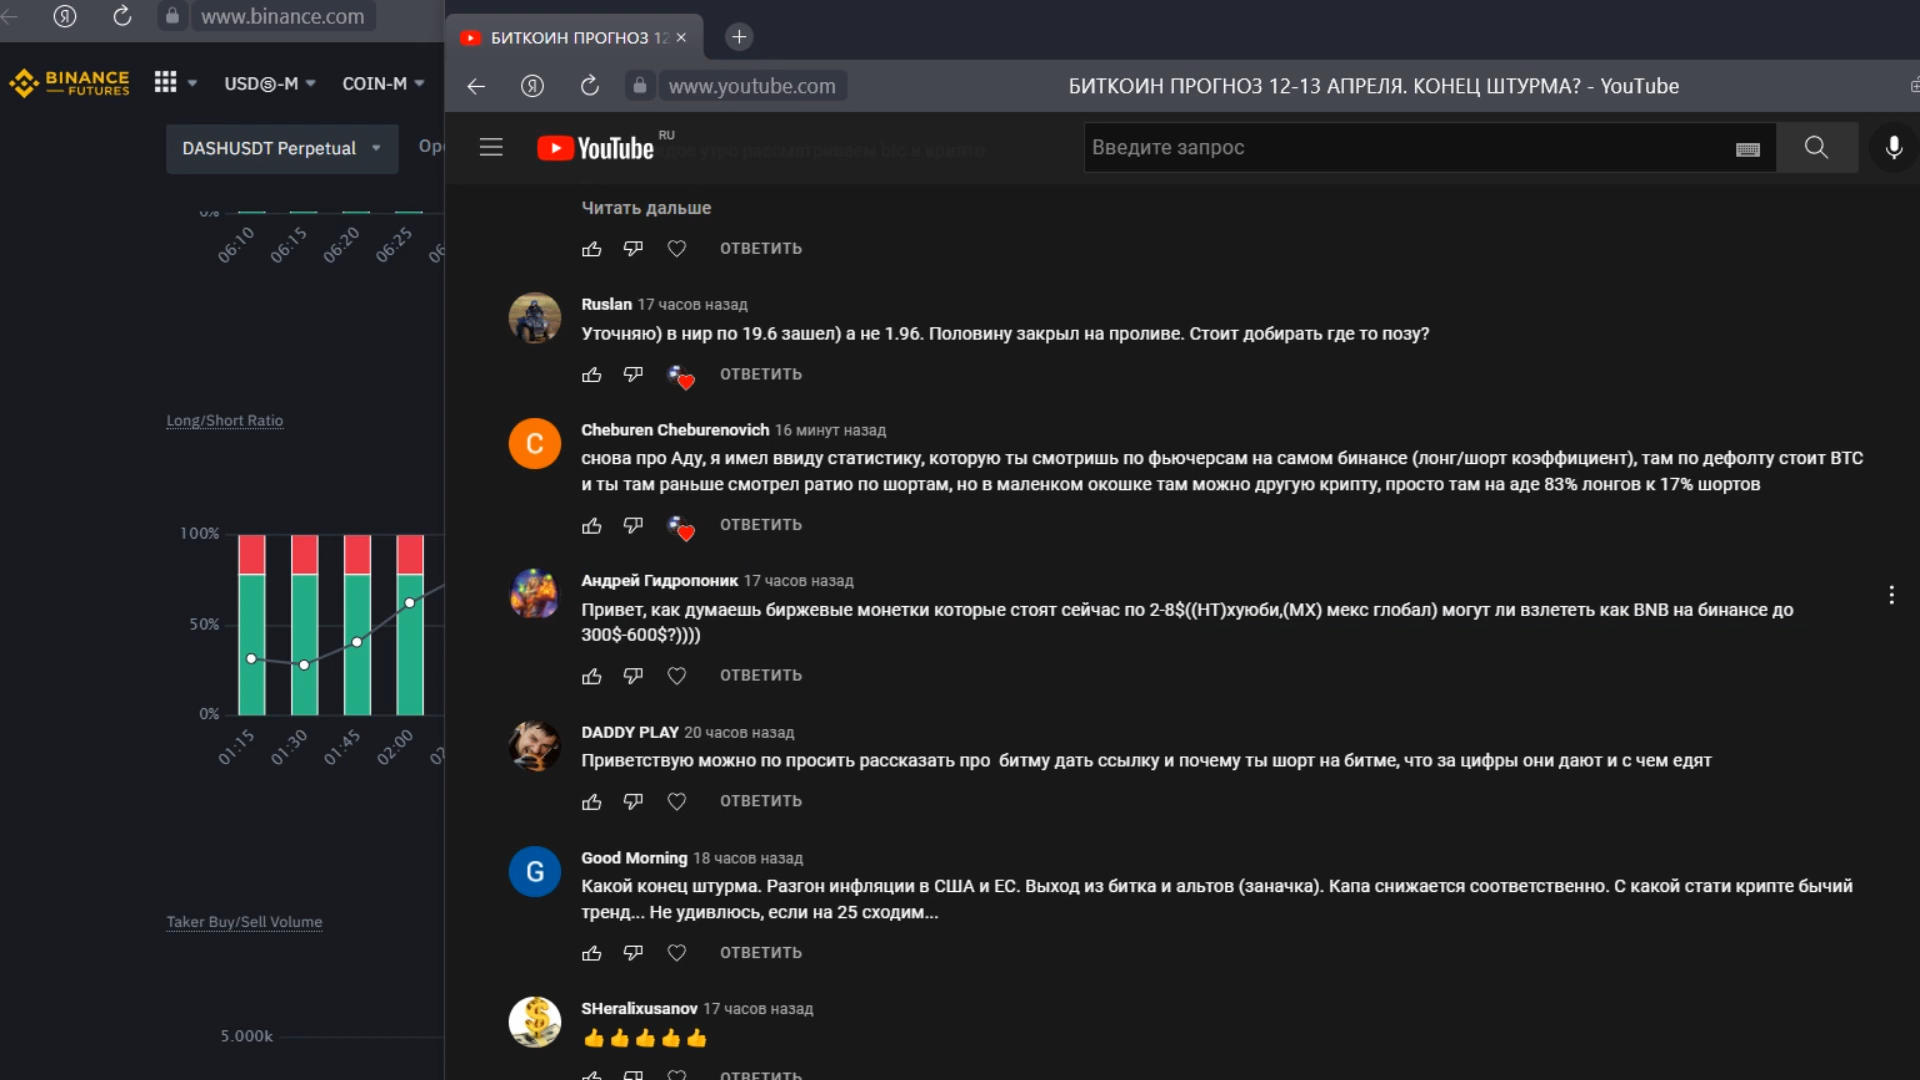 www.binance.com
BINANCE
FUTURES
USDⓈ-M
COIN-M
DASHUSDT Perpetual
Ope
0%
06:10
06:15
06:20
06:25
06
Long/Short Ratio
100%
50%
0%
01:15
01:30
01:45
02:00
02
Taker Buy/Sell Volume
5.000k
БИТКОИН ПРОГНОЗ 12
www.youtube.com
БИТКОИН ПРОГНОЗ 12-13 АПРЕЛЯ. КОНЕЦ ШТУРМА? - YouTube
YouTube
RU
Введите запрос
Читать дальше
ОТВЕТИТЬ
Ruslan 17 часов назад
Уточняю) в нир по 19.6 зашел) а не 1.96. Половину закрыл на проливе. Стоит добирать где то позу?
ОТВЕТИТЬ
C
Cheburen Cheburenovich 16 минут назад
снова про Аду, я имел ввиду статистику, которую ты смотришь по фьючерсам на самом бинансе (лонг/шорт коэффициент), там по дефолту стоит BTC
и ты там раньше смотрел ратио по шортам, но в маленком окошке там можно другую крипту, просто там на аде 83% лонгов к 17% шортов
ОТВЕТИТЬ
Андрей Гидропоник 17 часов назад
Привет, как думаешь биржевые монетки которые стоят сейчас по 2-8$((HT)хуюби,(MX) мекс глобал) могут ли взлететь как BNB на бинансе до
300$-600$?))))
ОТВЕТИТЬ
DADDY PLAY 20 часов назад
Приветствую можно по просить рассказать про битму дать ссылку и почему ты шорт на битме, что за цифры они дают и с чем едят
ОТВЕТИТЬ
G
Good Morning 18 часов назад
Какой конец штурма. Разгон инфляции в США и ЕС. Выход из битка и альтов (заначка). Капа снижается соответственно. С какой стати крипте бычий
тренд... Не удивлюсь, если на 25 сходим...
ОТВЕТИТЬ
SHeralixusanov 17 часов назад
👍👍👍👍👍
ОТВЕТИТЬ